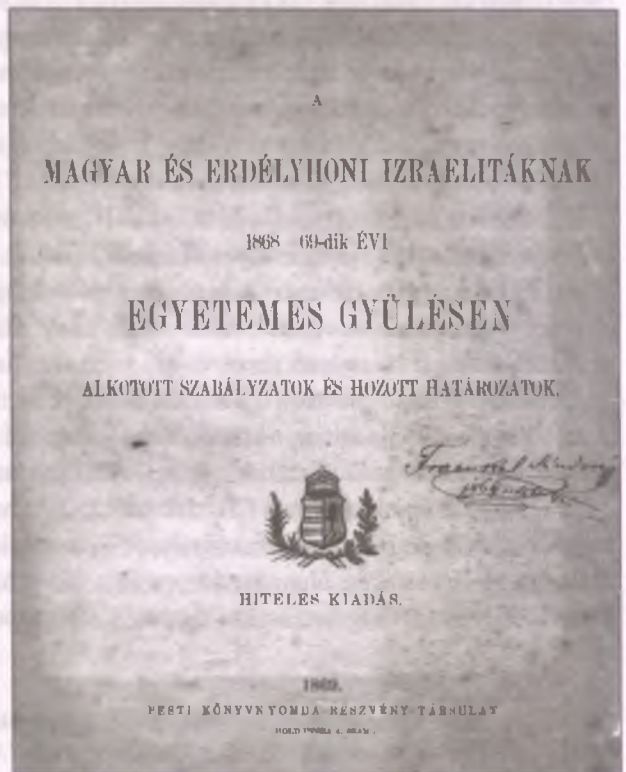 A
MAGYAR ÉS ERDÉLYHONI IZRAELITÁKNAK
1868 69-dik ÉVI
EGYETEMES GYÜLÉSEN
ALKOTOTT SZABÁLYZATOK ÉS HOZOTT HATÁROZATOK.
HITELES KIADÁS.
1869.
PESTI KÖNYVNYOMDA RÉSZVÉNY TÁRSULAT